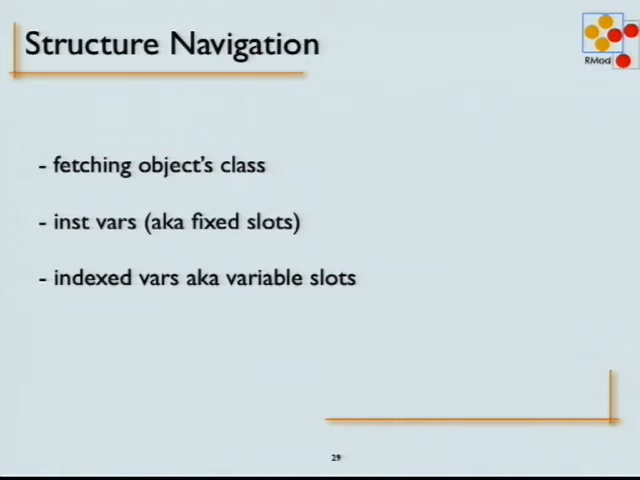 Structure Navigation
RMod
- fetching object's class
- inst vars (aka fixed slots)
- indexed vars aka variable slots
29